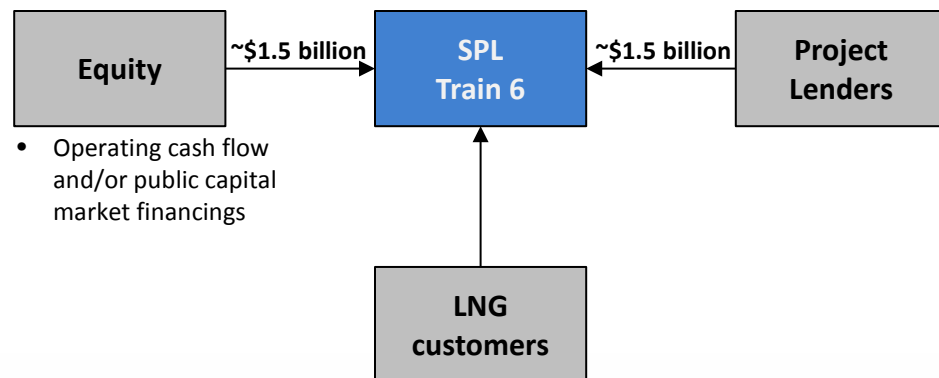 Equity
~$1.5 billion
SPL
Train 6
~$1.5 billion
Project
Lenders
• Operating cash flow
and/or public capital
market financings
LNG
customers